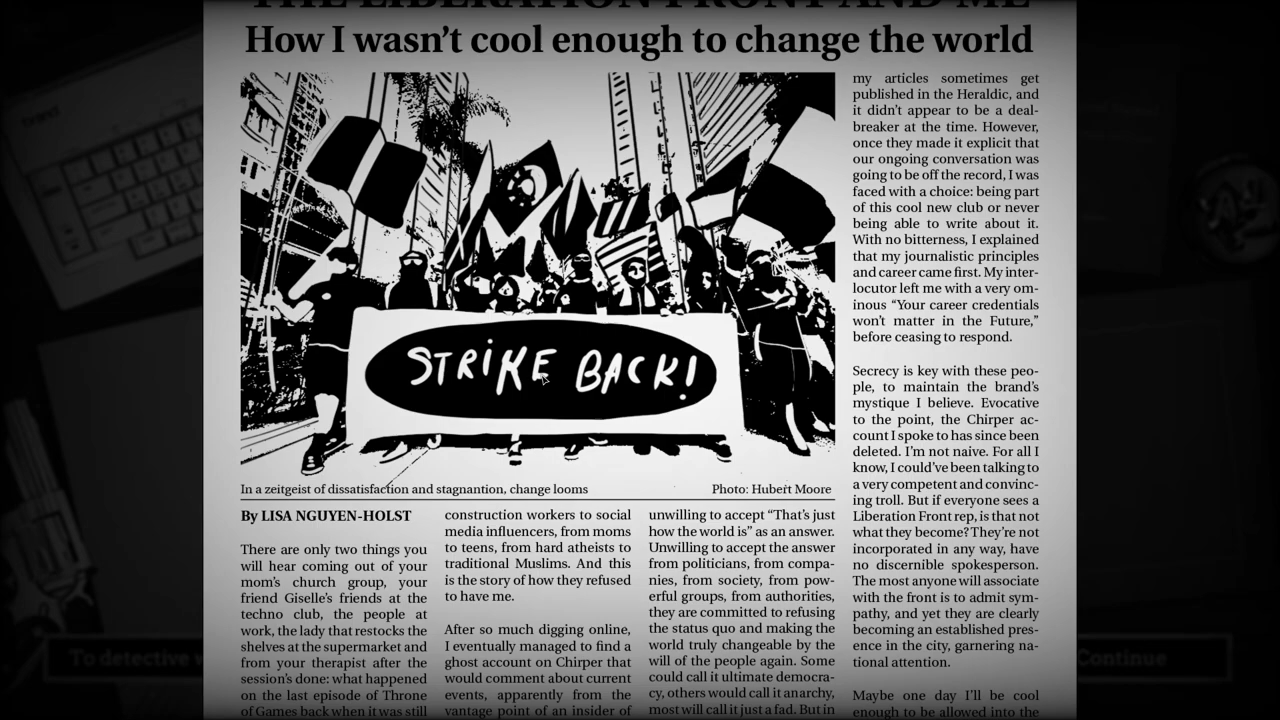 THE LIBERATION FRONT AND ME
How I wasn't cool enough to change the world
STRIKE BACK!
In a zeitgeist of dissatisfaction and stagnantion, change looms
Photo: Hubert Moore
By LISA NGUYEN-HOLST
There are only two things you
will hear coming out of your
mom's church group, your
friend Giselle's friends at the
techno club, the people at
work, the lady that restocks the
shelves at the supermarket and
from your therapist after the
session's done: what happened
on the last episode of Throne
of Games back when it was still
construction workers to social
media influencers, from moms
to teens, from hard atheists to
traditional Muslims. And this
is the story of how they refused
to have me.
After so much digging online,
I eventually managed to find a
ghost account on Chirper that
would comment about current
events, apparently from the
vantage point of an insider of
unwilling to accept "That's just
how the world is" as an answer.
Unwilling to accept the answer
from politicians, from compa-
nies, from society, from pow-
erful groups, from authorities,
they are committed to refusing
the status quo and making the
world truly changeable by the
will of the people again. Some
could call it ultimate democra-
cy, others would call it anarchy,
most will call it just a fad. But in
my articles sometimes get
published in the Heraldic, and
it didn't appear to be a deal-
breaker at the time. However,
once they made it explicit that
our ongoing conversation was
going to be off the record, I was
faced with a choice: being part
of this cool new club or never
being able to write about it.
With no bitterness, I explained
that my journalistic principles
and career came first. My inter-
locutor left me with a very om-
inous "Your career credentials
won't matter in the Future,"
before ceasing to respond.
Secrecy is key with these peo-
ple, to maintain the brand's
mystique I believe. Evocative
to the point, the Chirper ac-
count I spoke to has since been
deleted. I'm not naive. For all I
know, I could've been talking to
a very competent and convinc-
ing troll. But if everyone sees a
Liberation Front rep, is that not
what they become? They're not
incorporated in any way, have
no discernible spokesperson.
The most anyone will associate
with the front is to admit sym-
pathy, and yet they are clearly
becoming an established pres-
ence in the city, garnering na-
tional attention.
Maybe one day I'll be cool
enough to be allowed into the
brand
To detective
Continue